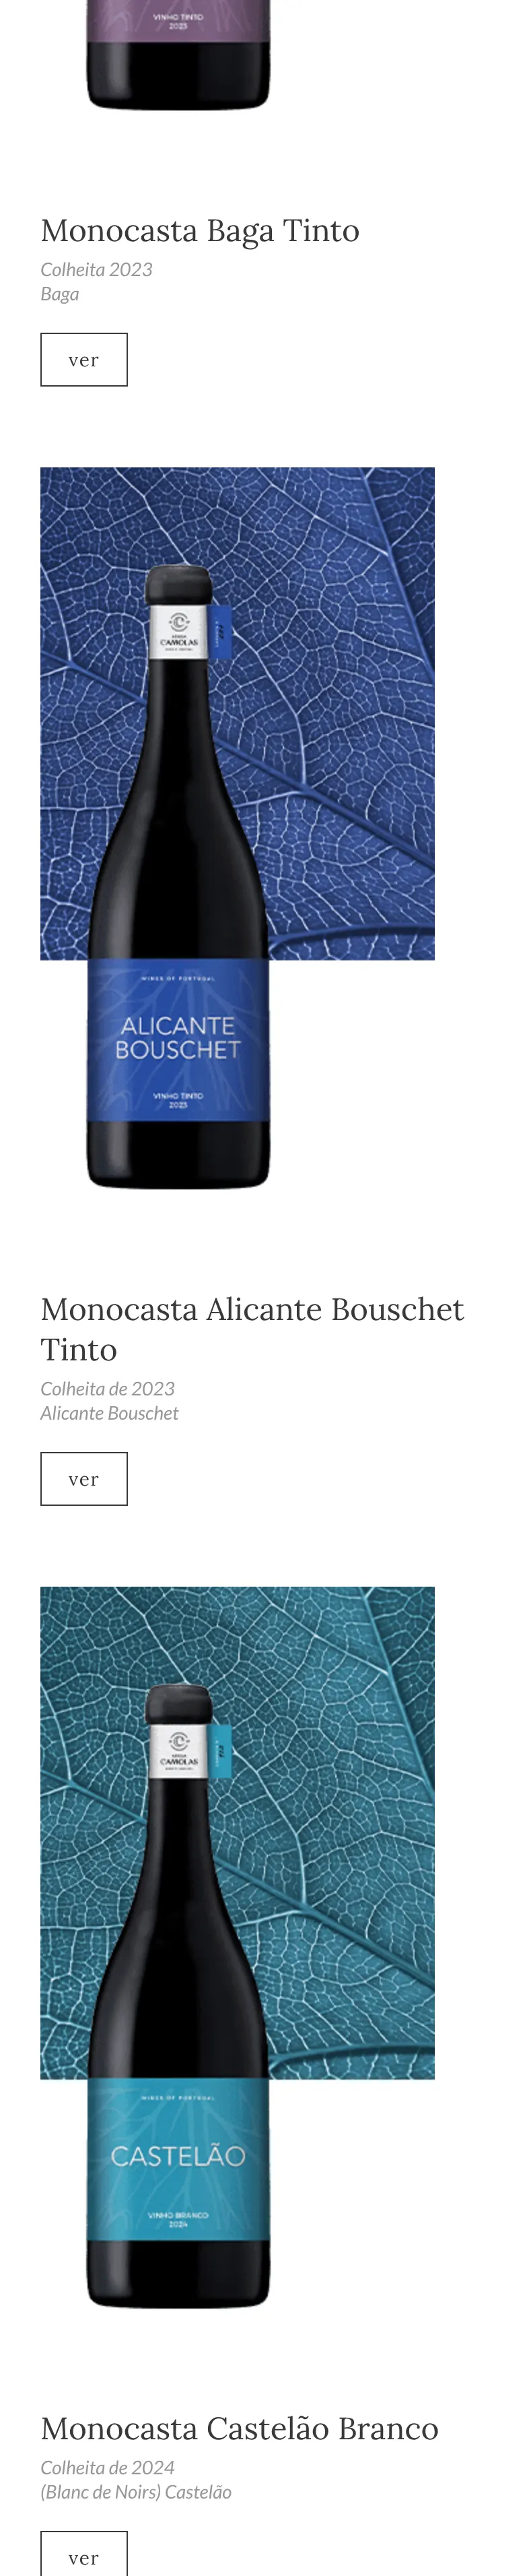 VINHO TINTO
2023
Monocasta Baga Tinto
Colheita 2023
Baga
ver
ADEGA
CAMOLAS
WINES OF PORTUGAL
ALICANTE
BOUSCHET
VINHO TINTO
2023
Monocasta Alicante Bouschet
Tinto
Colheita de 2023
Alicante Bouschet
ver
ADEGA
CAMOLAS
WINES OF PORTUGAL
CASTELÃO
VINHO BRANCO
2024
Monocasta Castelão Branco
Colheita de 2024
(Blanc de Noirs) Castelão
ver